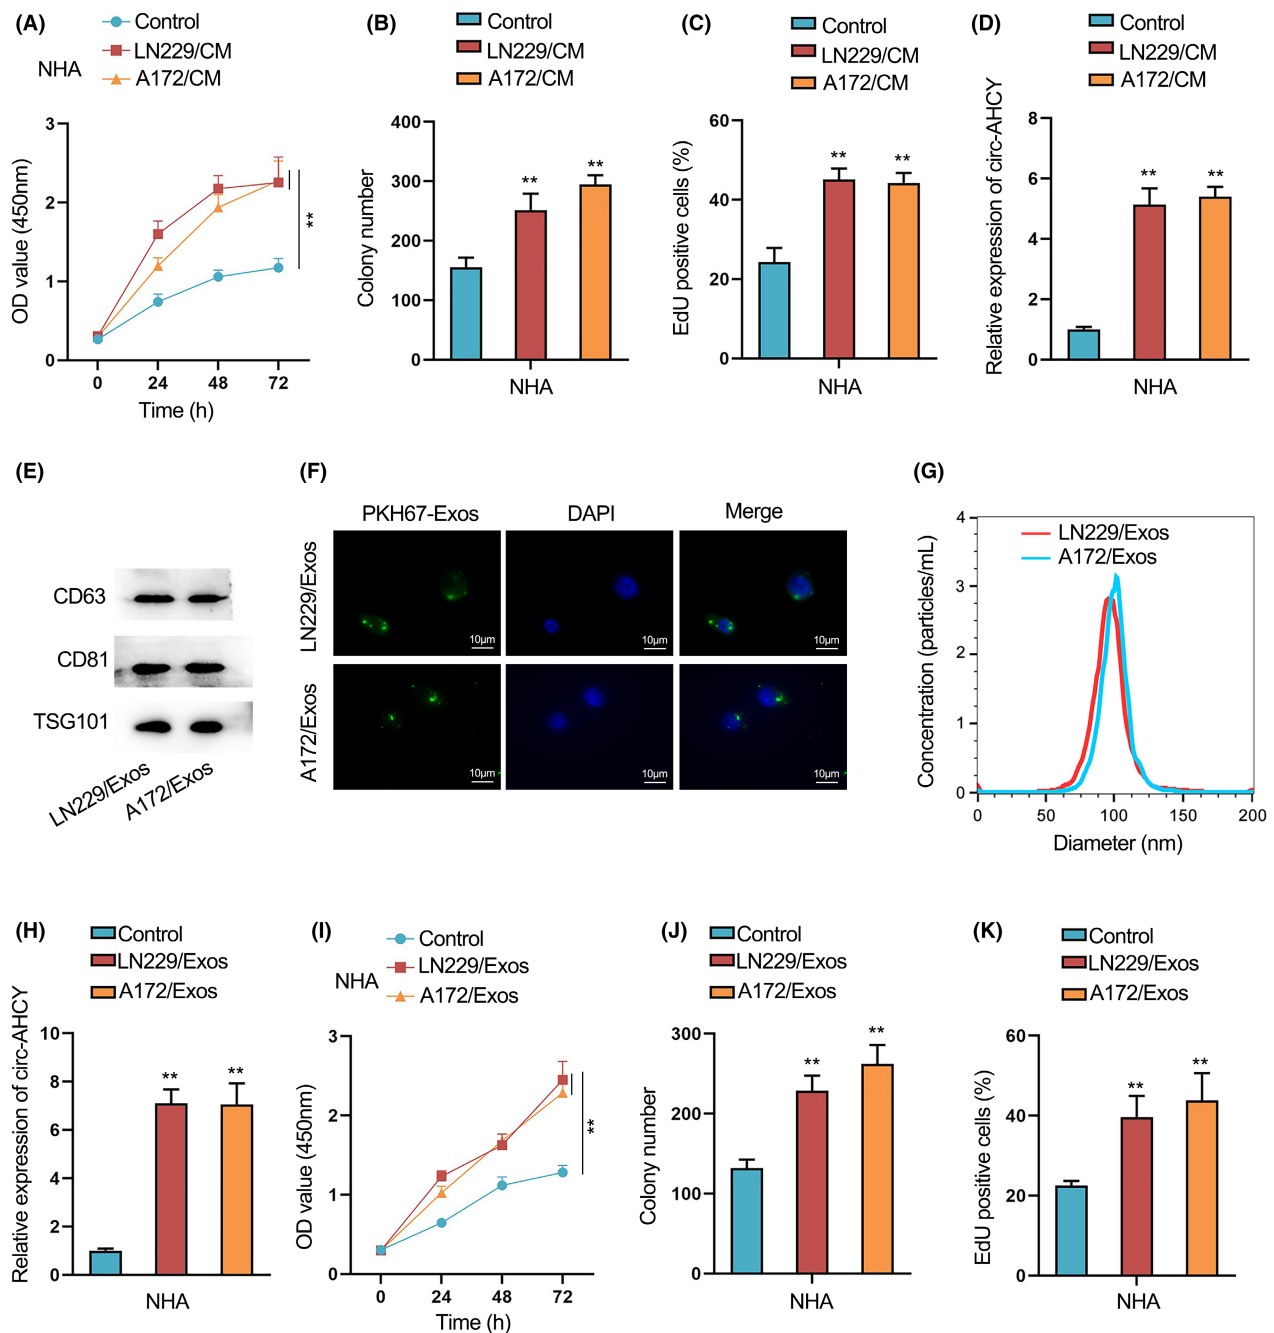 (A)
Control
LN229/CM
A172/CM
NHA
OD value (450nm)
3
2
1
0
0 24 48 72
Time (h)
**
(B)
Control
LN229/CM
A172/CM
Colony number
400
300
200
100
0
** **
NHA
(C)
Control
LN229/CM
A172/CM
EdU positive cells (%)
60
40
20
0
** **
NHA
(D)
Control
LN229/CM
A172/CM
Relative expression of circ-AHCY
8
6
4
2
0
** **
NHA
(E)
CD63
CD81
TSG101
LN229/Exos
A172/Exos
(F)
PKH67-Exos DAPI Merge
LN229/Exos
10μm 10μm 10μm
A172/Exos
10μm 10μm 10μm
(G)
LN229/Exos
A172/Exos
Concentration (particles/mL)
4
3
2
1
0
0 50 100 150 200
Diameter (nm)
(H)
Control
LN229/Exos
A172/Exos
Relative expression of circ-AHCY
10
8
6
4
2
0
** **
NHA
(I)
Control
LN229/Exos
A172/Exos
NHA
OD value (450nm)
3
2
1
0
0 24 48 72
Time (h)
**
(J)
Control
LN229/Exos
A172/Exos
Colony number
300
200
100
0
** **
NHA
(K)
Control
LN229/Exos
A172/Exos
EdU positive cells (%)
60
40
20
0
** **
NHA